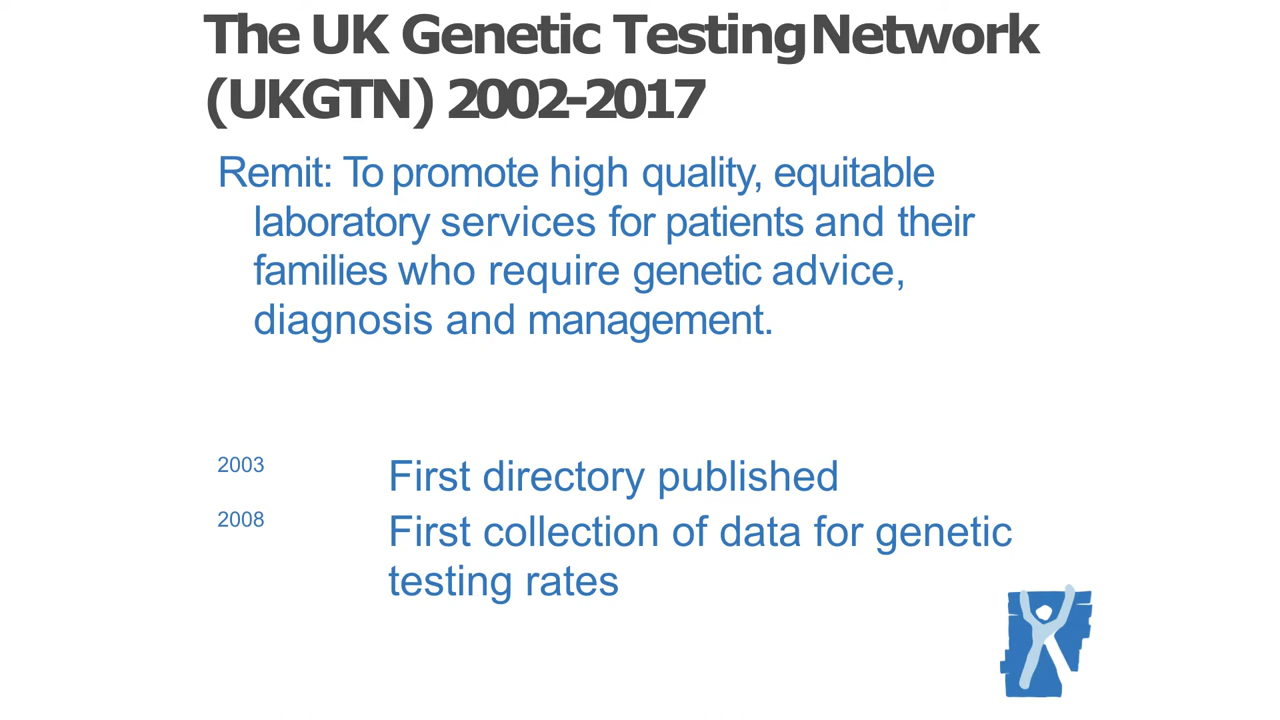 The UK Genetic Testing Network
(UKGTN) 2002-2017
Remit: To promote high quality, equitable
laboratory services for patients and their
families who require genetic advice,
diagnosis and management.
2003 First directory published
2008 First collection of data for genetic
testing rates